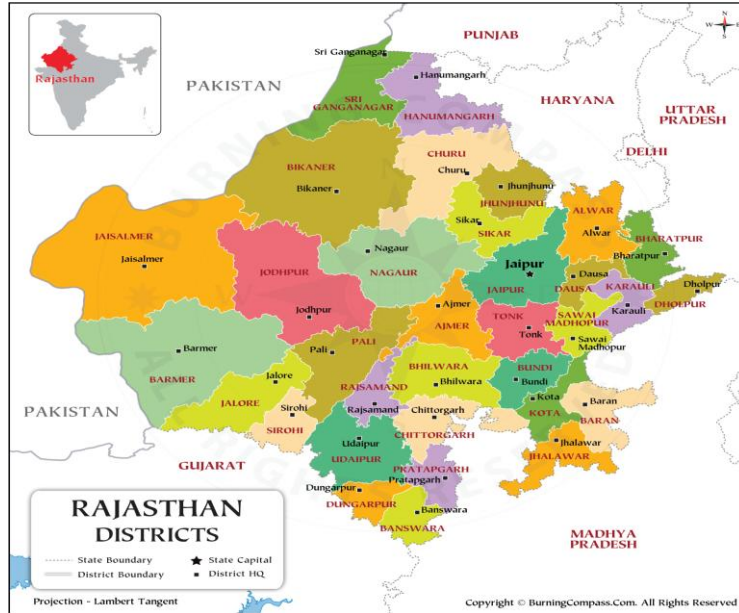 PUNJAB
N
W E
S
Sri Ganganagar
Rajasthan
PAKISTAN
Hanumangarh
HARYANA
UTTAR
PRADESH
SRI
GANGANAGAR
HANUMANGARH
DELHI
CHURU
Churu
BIKANER
Bikaner
Jhunjhunu
JHUNJHUNU
Sikar
SIKAR
ALWAR
Alwar
BHARATPUR
Bharatpur
JAISALMER
Jaisalmer
Nagaur
NAGAUR
JODHPUR
Jodhpur
Jaipur
JAIPUR
Dausa
DAUSA
KARAULI
Karauli
Dholpur
DHOLPUR
Ajmer
AJMER
TONK
Tonk
SAWAI
MADHOPUR
Sawai
Madhopur
Barmer
BARMER
Pali
PALI
Jalore
JALORE
BHILWARA
Bhilwara
BUNDI
Bundi
RAJSAMAND
Rajsamand
Kota
KOTA
Baran
BARAN
PAKISTAN
Sirohi
SIROHI
Chittorgarh
CHITTORGARH
Jhalawar
JHALAWAR
Udaipur
UDAIPUR
GUJARAT
PRATAPGARH
Pratapgarh
Dungarpur
DUNGARPUR
Banswara
BANSWARA
MADHYA
PRADESH
RAJASTHAN
DISTRICTS
State Boundary
State Capital
District Boundary
District HQ
Projection - Lambert Tangent
Copyright © BurningCompass.Com. All Rights Reserved